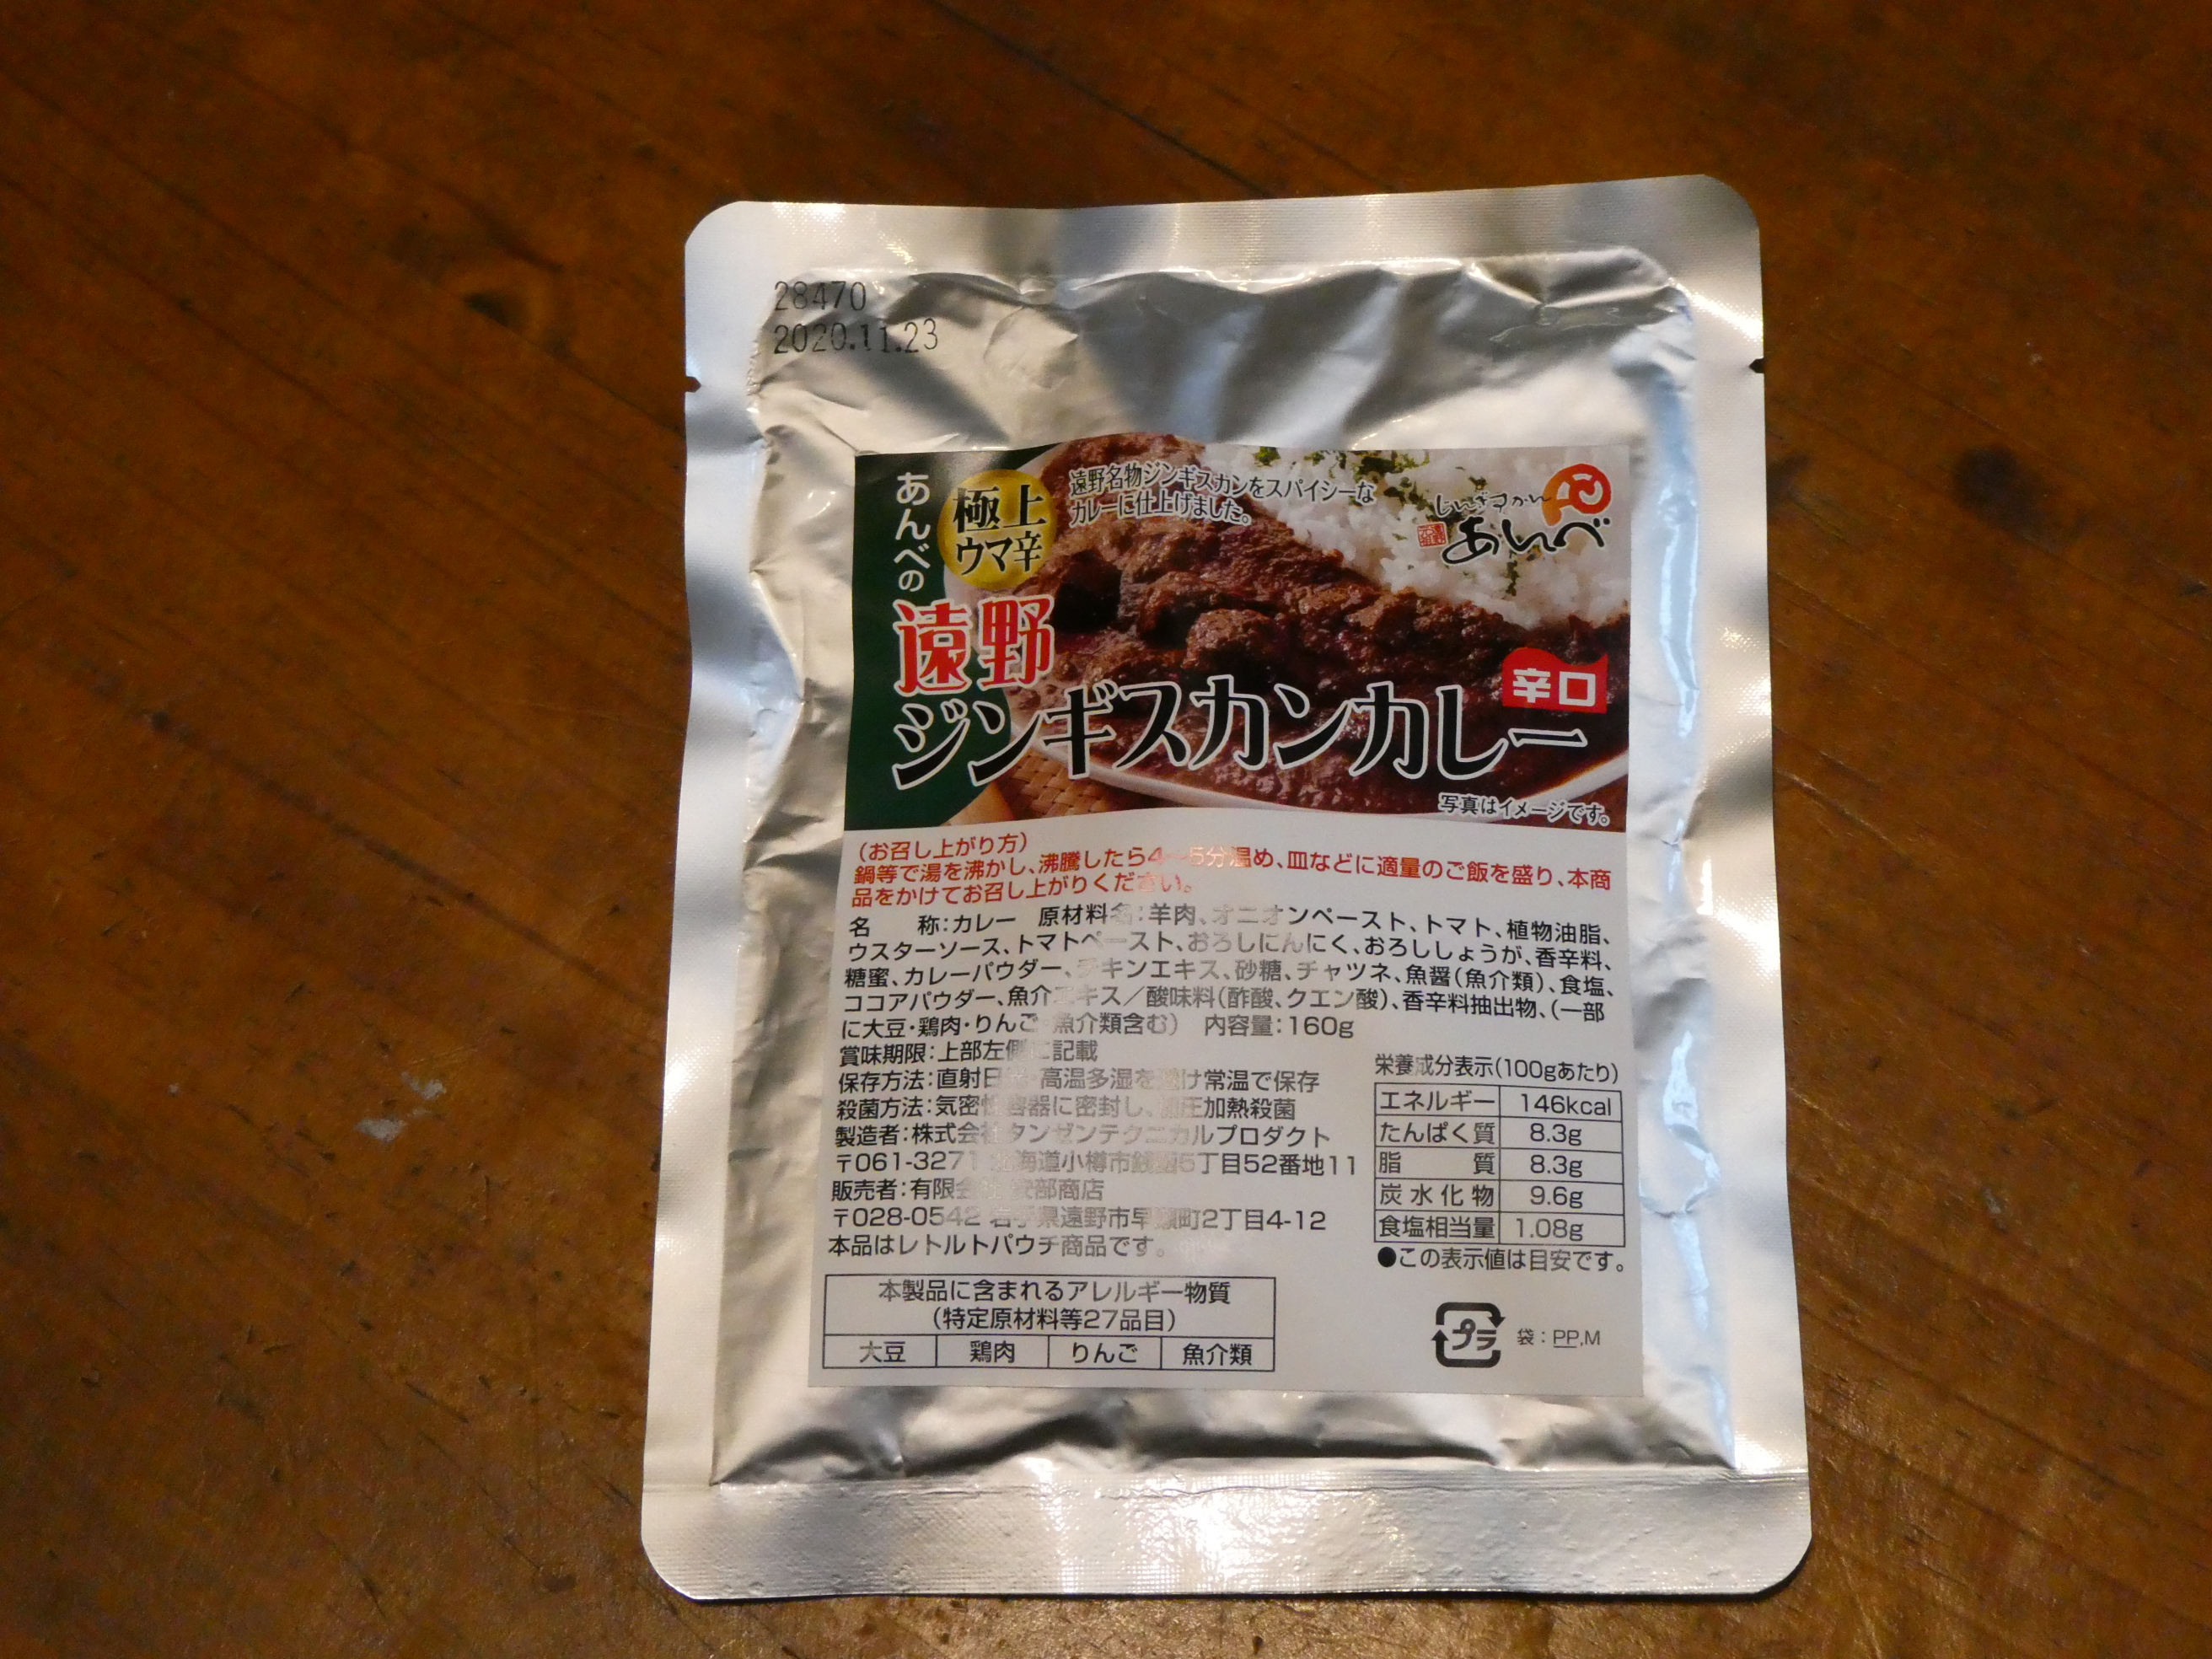 28470
2020.11.23
あんべの
極上
ウマ辛
遠野名物ジンギスカンをスパイシーな
カレーに仕上げました。
じんぎすかん
あんべ
遠野
ジンギスカンカレー
辛口
写真はイメージです。
(お召し上がり方)
鍋等で湯を沸かし、沸騰したら4〜5分温め、皿などに適量のご飯を盛り、本商
品をかけてお召し上がりください。
名 称:カレー 原材料名:羊肉、オニオンペースト、トマト、植物油脂、
ウスターソース、トマトペースト、おろしにんにく、おろししょうが、香辛料、
糖蜜、カレーパウダー、チキンエキス、砂糖、チャツネ、魚醤(魚介類)、食塩、
ココアパウダー、魚介エキス/酸味料(酢酸、クエン酸)、香辛料抽出物、(一部
に大豆・鶏肉・りんご・魚介類含む) 内容量:160g
賞味期限:上部左側に記載
保存方法:直射日光・高温多湿を避け常温で保存
殺菌方法:気密性容器に密封し、加圧加熱殺菌
製造者:株式会社タンゼンテクニカルプロダクト
〒061-3271 北海道小樽市銭函5丁目52番地11
販売者:有限会社 安部商店
〒028-0542 岩手県遠野市早瀬町2丁目4-12
本品はレトルトパウチ商品です。
栄養成分表示(100gあたり)
エネルギー 146kcal
たんぱく質 8.3g
脂 質 8.3g
炭水化物 9.6g
食塩相当量 1.08g
●この表示値は目安です。
本製品に含まれるアレルギー物質
(特定原材料等27品目)
大豆 鶏肉 りんご 魚介類
プラ 袋:PP,M